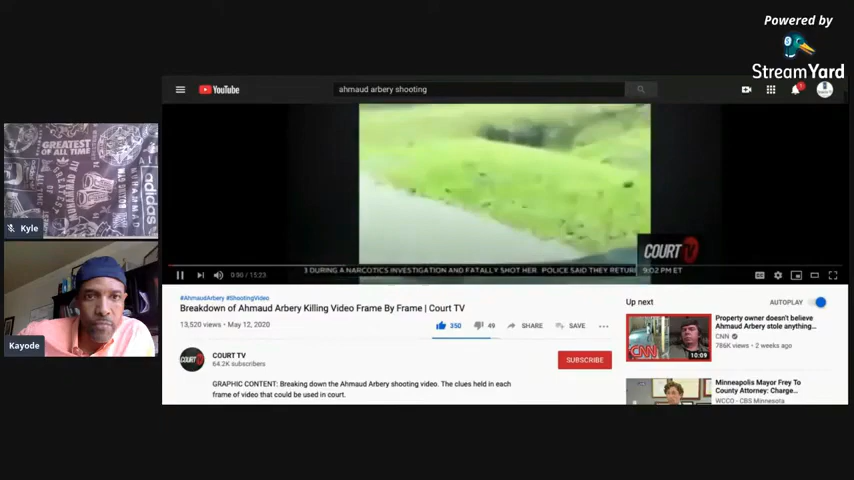 Powered by
StreamYard
YouTube
ahmaud arbery shooting
GREATEST
OF ALL TIME
adidas
Kyle
Kayode
COURT TV
3 DURING A NARCOTICS INVESTIGATION AND FATALLY SHOT HER. POLICE SAID THEY RETURN
9:02 PM ET
0:50 / 15:23
#AhmaudArbery #ShootingVideo
Breakdown of Ahmaud Arbery Killing Video Frame By Frame | Court TV
13,520 views • May 12, 2020
350
49
SHARE
SAVE
COURT TV
64.2K subscribers
SUBSCRIBE
GRAPHIC CONTENT: Breaking down the Ahmaud Arbery shooting video. The clues held in each
frame of video that could be used in court.
Up next
AUTOPLAY
Property owner doesn't believe
Ahmaud Arbery stole anything...
CNN
786K views • 2 weeks ago
CNN
10:09
Minneapolis Mayor Frey To
County Attorney: Charge...
WCCO - CBS Minnesota